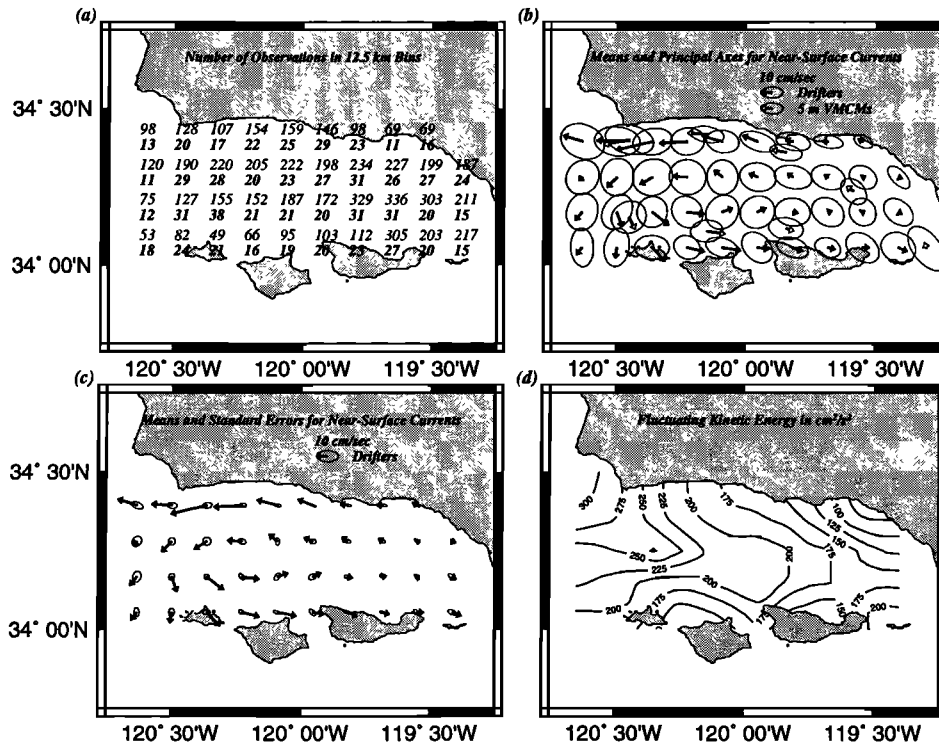 (a)
Number of Observations in 12.5 km Bins
34° 30'N
98 128 107 154 159 146 98 69 69
13 20 17 22 25 29 23 11 16
120 190 220 205 222 198 234 227 199 187
11 29 28 20 23 27 31 26 27 24
75 127 155 152 187 172 329 336 303 211
12 31 38 21 21 20 31 31 20 15
53 82 49 66 95 103 112 305 203 217
18 24 21 16 19 20 23 27 20 15
34° 00'N
120° 30'W 120° 00'W 119° 30'W
(b)
Means and Principal Axes for Near-Surface Currents
10 cm/sec
Drifters
5 m VMCMs
34° 30'N
34° 00'N
120° 30'W 120° 00'W 119° 30'W
(c)
Means and Standard Errors for Near-Surface Currents
10 cm/sec
Drifters
34° 30'N
34° 00'N
120° 30'W 120° 00'W 119° 30'W
(d)
Fluctuating Kinetic Energy in cm²/s²
300 275 250 225 200 175 100 125 150 175
250 225 200 200
200 175 175 175 150 200
120° 30'W 120° 00'W 119° 30'W